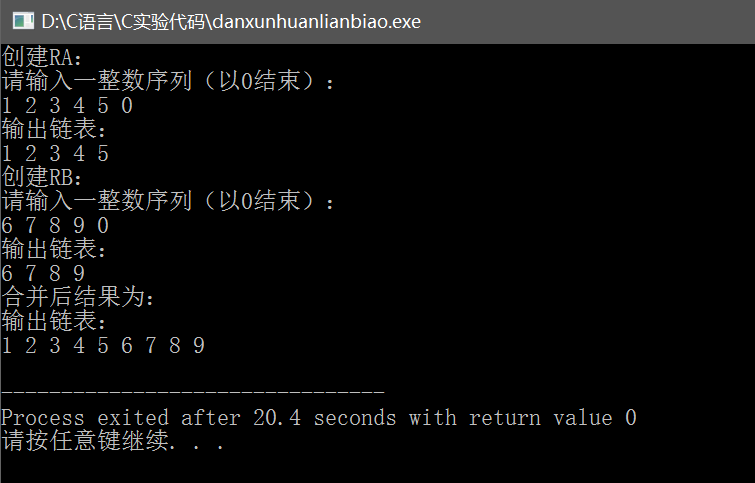 D:\C语言\C实验代码\danxunhuanlianbiao.exe
创建RA:
请输入一整数序列（以0结束）:
1 2 3 4 5 0
输出链表:
1 2 3 4 5
创建RB:
请输入一整数序列（以0结束）:
6 7 8 9 0
输出链表:
6 7 8 9
合并后结果为:
输出链表:
1 2 3 4 5 6 7 8 9
--------------------------------
Process exited after 20.4 seconds with return value 0
请按任意键继续. . .